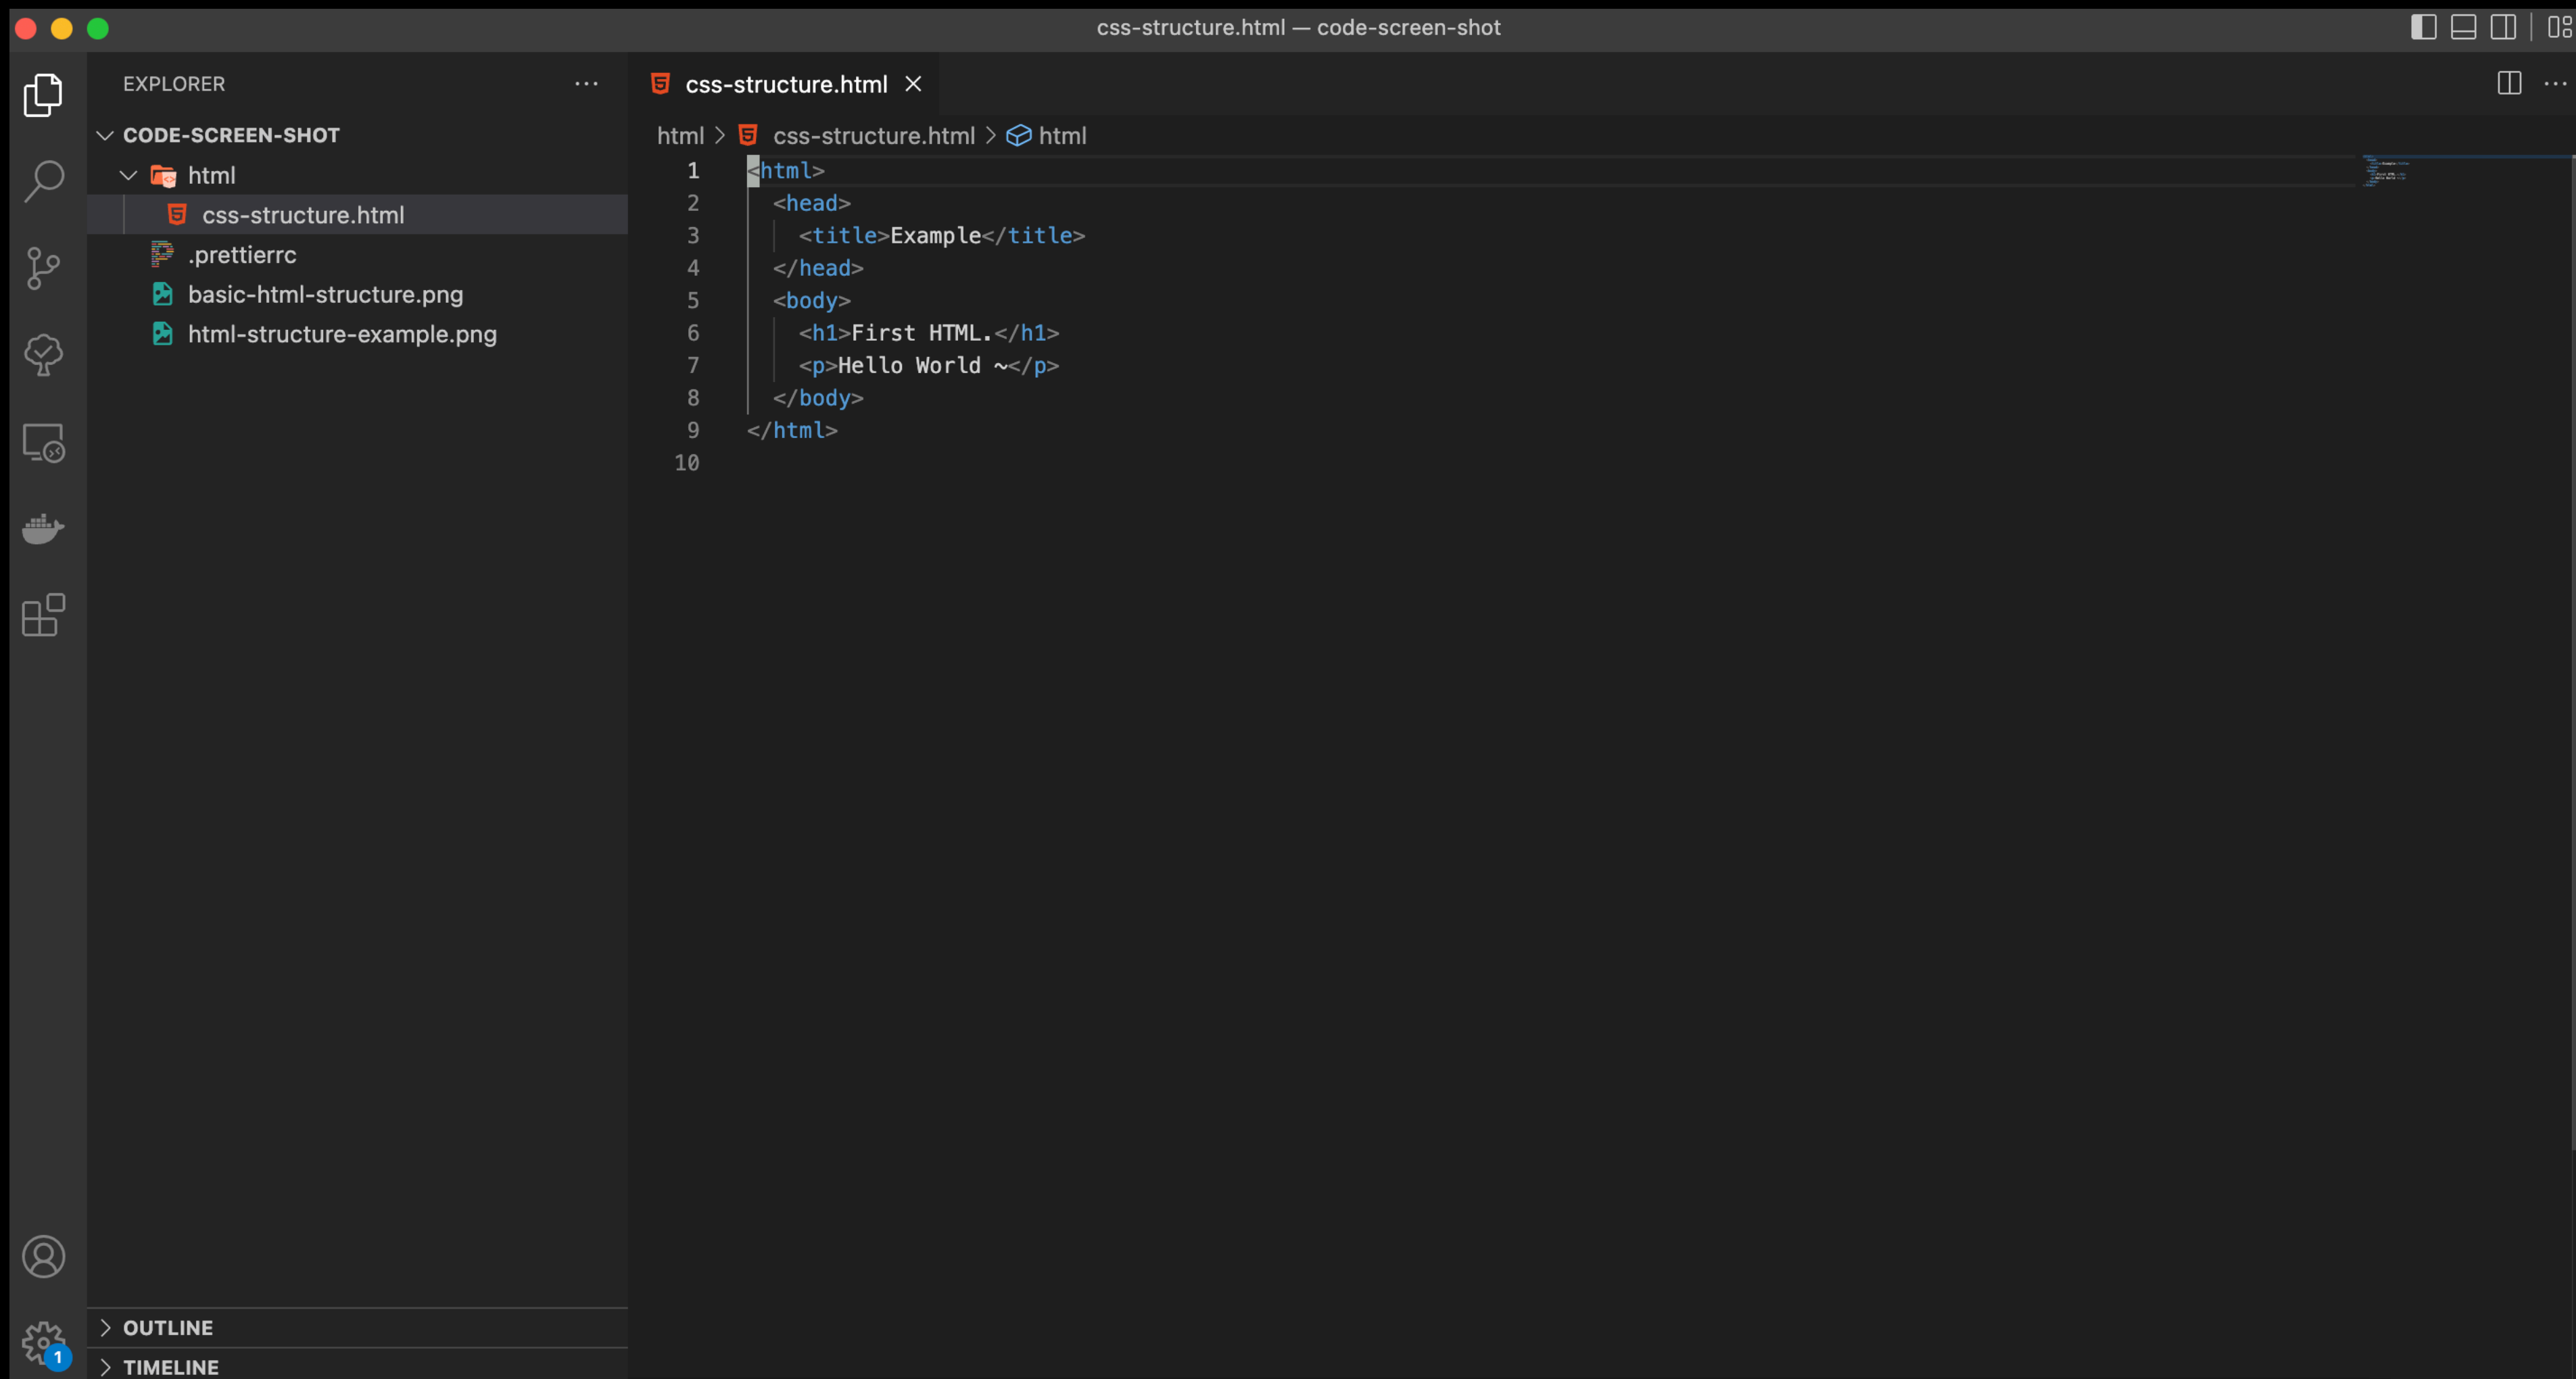 css-structure.html — code-screen-shot
EXPLORER
CODE-SCREEN-SHOT
html
css-structure.html
.prettierrc
basic-html-structure.png
html-structure-example.png
OUTLINE
TIMELINE
1
css-structure.html
html > css-structure.html > html
1 <html>
2   <head>
3     <title>Example</title>
4   </head>
5   <body>
6     <h1>First HTML.</h1>
7     <p>Hello World ~</p>
8   </body>
9 </html>
10